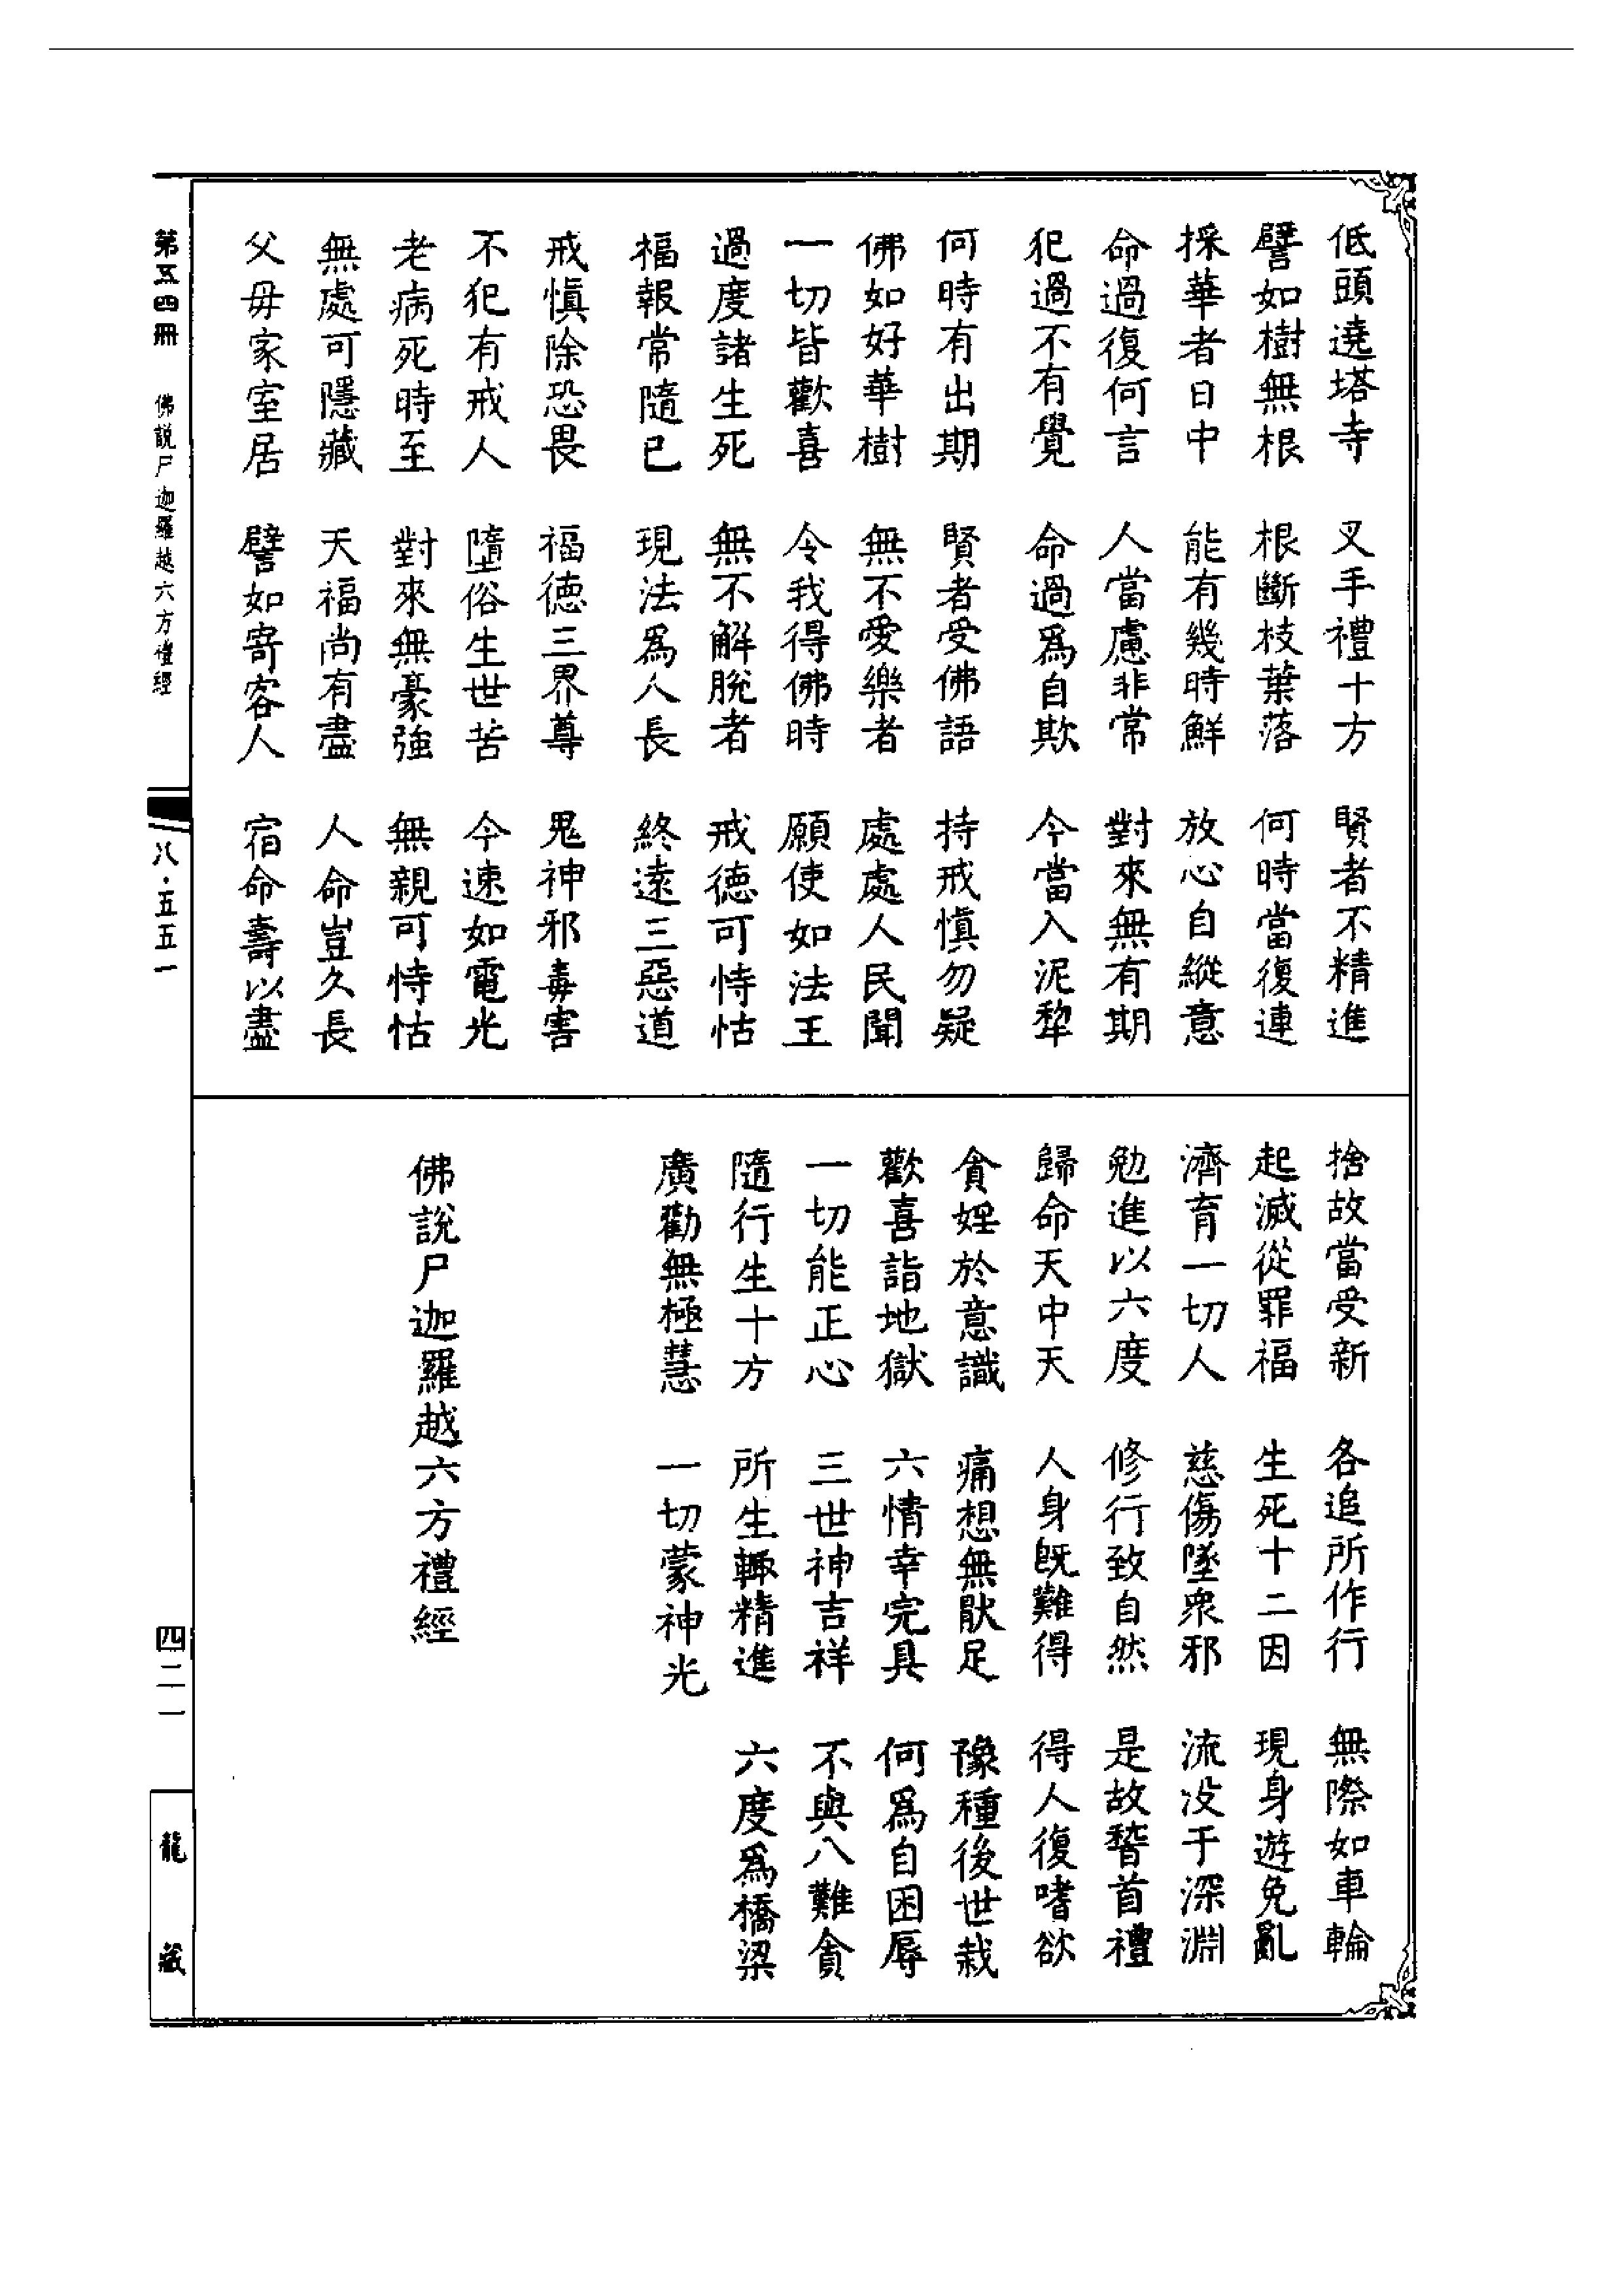 低頭遶塔寺　叉手禮十方　賢者不精進
譬如樹無根　根斷枝葉落　何時當復連
採華著日中　能有幾時鮮　放心自縱意
命過復何言　人當慮非常　對來無有期
犯過不有覺　命過爲自欺　今當入泥犂
何時有出期　賢者受佛語　持戒慎勿疑
佛如好華樹　無不愛樂者　處處人民聞
一切皆歡喜　令我得佛時　願使如法王
過度諸生死　無不解脫者　戒德可恃怙
福報常隨已　現法爲人長　終遠三惡道
戒慎除恐畏　福德三界尊　鬼神邪毒害
不犯有戒人　墮俗生世苦　今速如電光
老病死時至　對來無豪強　無親可恃怙
無處可隱藏　天福尚有盡　人命豈久長
父母家室居　譬如寄客人　宿命壽以盡
捨故當受新　各追所作行　無際如車輪
起滅從罪福　生死十二因　現身遊免亂
濟育一切人　慈傷墜衆邪　流沒于深淵
勉進以六度　修行致自然　是故稽首禮
歸命天中天　人身旣難得　得人復嗜欲
貪婬於意識　痛想無猒足　豫種後世栽
歡喜詣地獄　六情幸完具　何爲自困辱
一切能正心　三世神吉祥　不與八難貪
隨行生十方　所生輒精進　六度爲橋梁
廣勸無極慧　一切蒙神光
佛說尸迦羅越六方禮經
第五四冊　佛說尸迦羅越六方禮經　八·五五一　四二一　龍藏